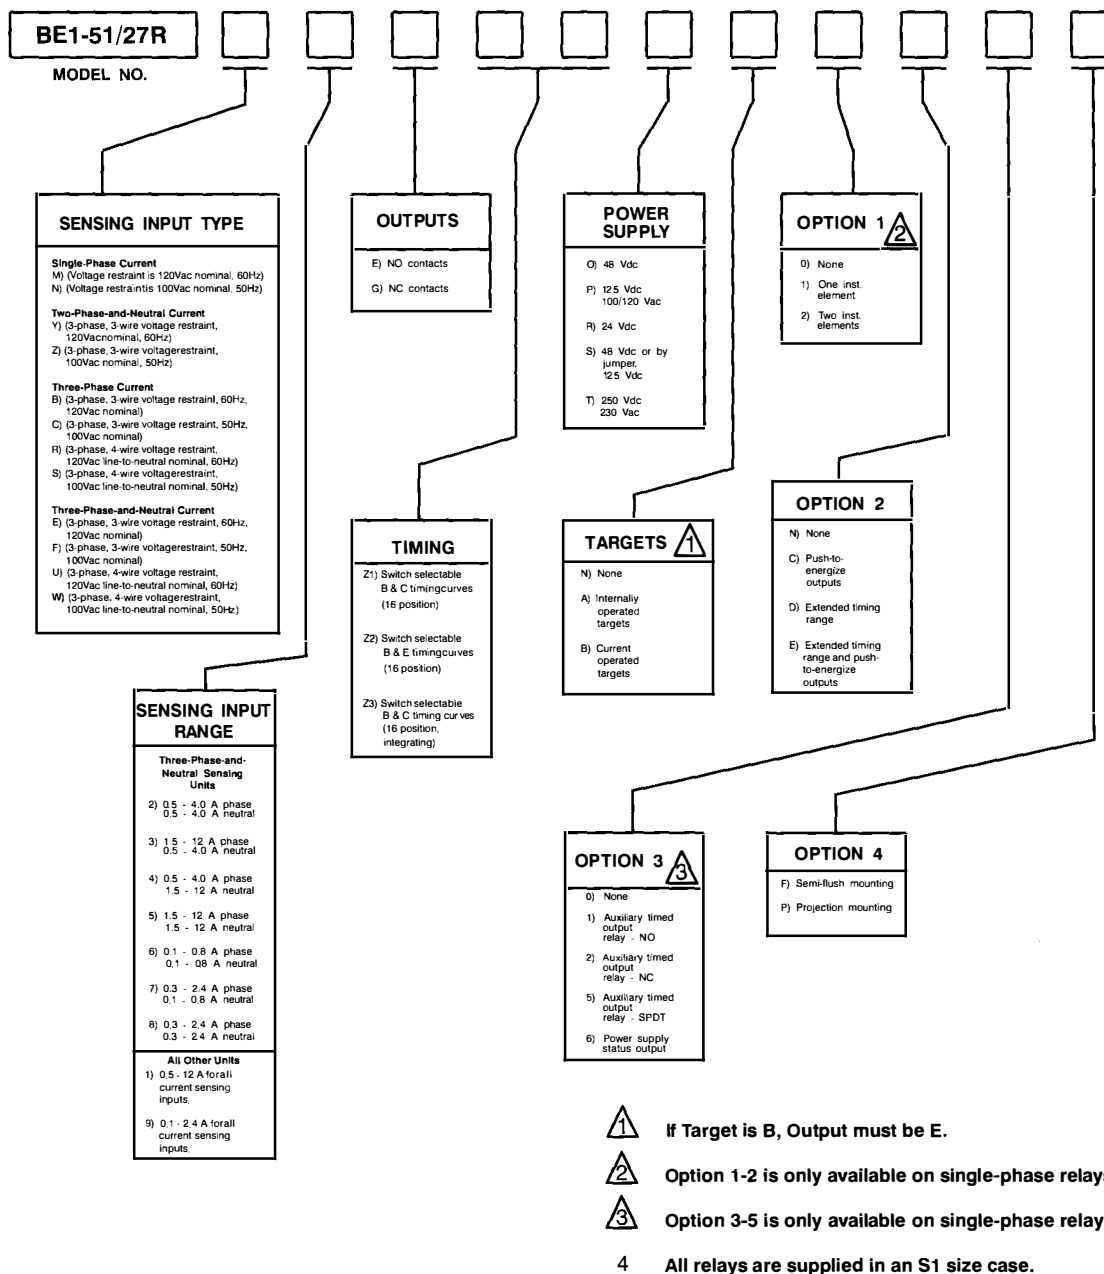 BE1-51/27R
MODEL NO.
SENSING INPUT TYPE
Single-Phase Current
M) (Voltage restraint is 120Vac nominal, 60Hz)
N) (Voltage restraintis 100Vac nominal, 50Hz)
Two-Phase-and-Neutral Current
Y) (3-phase, 3-wire voltage restraint,
120Vacnominal, 60Hz)
Z) (3-phase, 3-wire voltagerestraint,
100Vac nominal, 50Hz)
Three-Phase Current
B) (3-phase, 3-wire voltage restraint, 60Hz,
120Vac nominal)
C) (3-phase, 3-wire voltage restraint, 50Hz,
100Vac nominal)
R) (3-phase, 4-wire voltage restraint,
120Vac line-to-neutral nominal, 60Hz)
S) (3-phase, 4-wire voltagerestraint,
100Vac line-to-neutral nominal, 50Hz)
Three-Phase-and-Neutral Current
E) (3-phase, 3-wire voltage restraint, 60Hz,
120Vac nominal)
F) (3-phase, 3-wire voltagerestraint, 50Hz,
100Vac nominal)
U) (3-phase, 4-wire voltage restraint,
120Vac line-to-neutral nominal, 60Hz)
W) (3-phase, 4-wire voltagerestraint,
100Vac line-to-neutral nominal, 50Hz)
OUTPUTS
E) NO contacts
G) NC contacts
POWER
SUPPLY
O) 48 Vdc
P) 125 Vdc
100/120 Vac
R) 24 Vdc
S) 48 Vdc or by
jumper,
125 Vdc
T) 250 Vdc
230 Vac
OPTION 1 2
0) None
1) One inst.
element
2) Two inst.
elements
TIMING
Z1) Switch selectable
B & C timingcurves
(16 position)
Z2) Switch selectable
B & E timingcurves
(16 position)
Z3) Switch selectable
B & C timing curves
(16 position,
integrating)
TARGETS 1
N) None
A) Internally
operated
targets
B) Current
operated
targets
OPTION 2
N) None
C) Push-to-
energize
outputs
D) Extended timing
range
E) Extended timing
range and push-
to-energize
outputs
SENSING INPUT
RANGE
Three-Phase-and-
Neutral Sensing
Units
2) 0.5 - 4.0 A phase
0.5 - 4.0 A neutral
3) 1.5 - 12 A phase
0.5 - 4.0 A neutral
4) 0.5 - 4.0 A phase
1.5 - 12 A neutral
5) 1.5 - 12 A phase
1.5 - 12 A neutral
6) 0.1 - 0.8 A phase
0.1 - 0.8 A neutral
7) 0.3 - 2.4 A phase
0.1 - 0.8 A neutral
8) 0.3 - 2.4 A phase
0.3 - 2.4 A neutral
All Other Units
1) 0.5 - 12 A forall
current sensing
inputs.
9) 0.1 - 2.4 A forall
current sensing
inputs.
OPTION 3 3
0) None
1) Auxiliary timed
output
relay - NO
2) Auxiliary timed
output
relay - NC
5) Auxiliary timed
output
relay - SPDT
6) Power supply
status output
OPTION 4
F) Semi-flush mounting
P) Projection mounting
1 If Target is B, Output must be E.
2 Option 1-2 is only available on single-phase relays
3 Option 3-5 is only available on single-phase relay
4 All relays are supplied in an S1 size case.